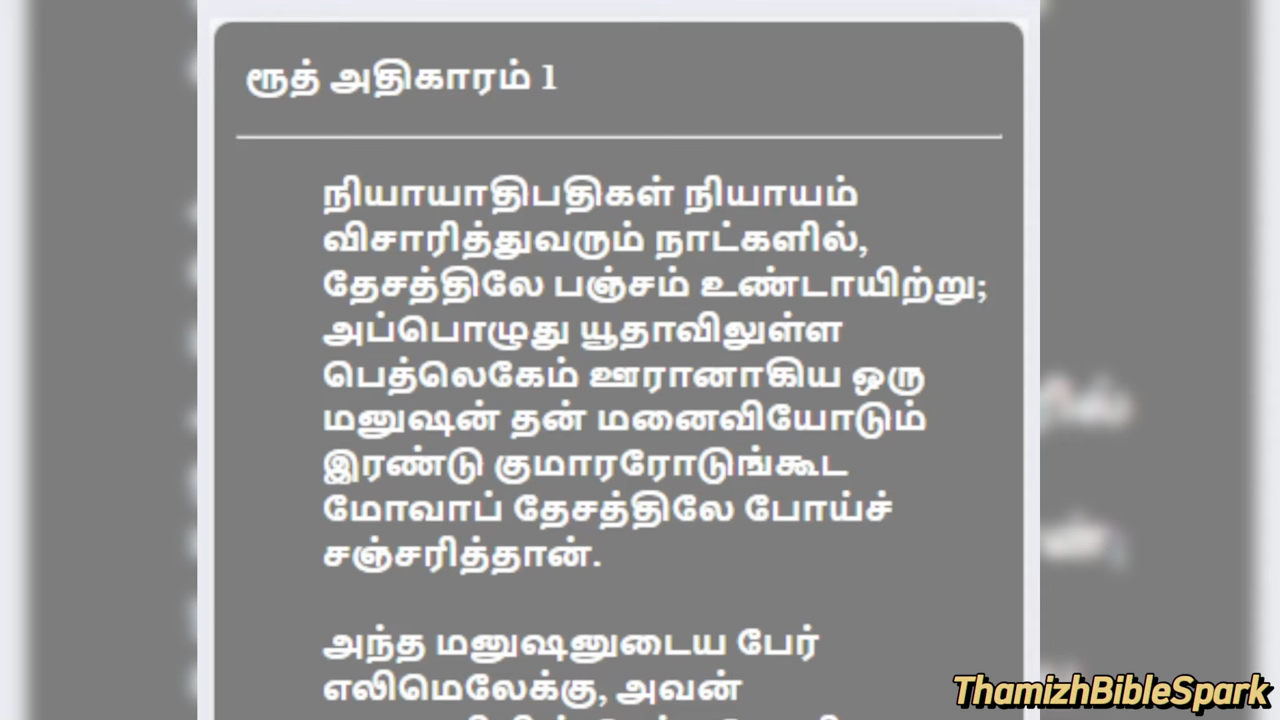 ரூத் அதிகாரம் 1
நியாயாதிபதிகள் நியாயம்
விசாரித்துவரும் நாட்களில்,
தேசத்திலே பஞ்சம் உண்டாயிற்று;
அப்பொழுது யூதாவிலுள்ள
பெத்லெகேம் ஊரானாகிய ஒரு
மனுஷன் தன் மனைவியோடும்
இரண்டு குமாரரோடுங்கூட
மோவாப் தேசத்திலே போய்ச்
சஞ்சரித்தான்.
அந்த மனுஷனுடைய பேர்
எலிமெலேக்கு, அவன்
ThamizhBibleSpark